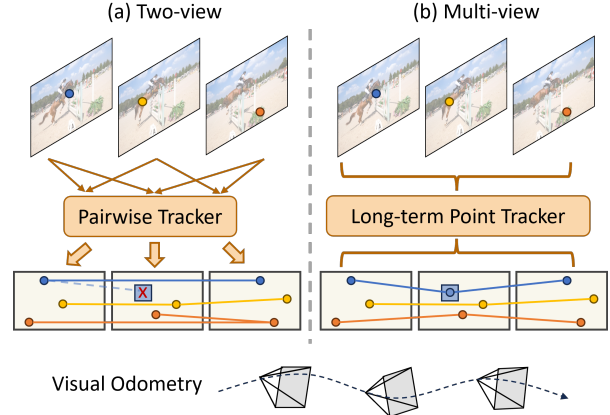 (a) Two-view
(b) Multi-view
Pairwise Tracker
Long-term Point Tracker
X
Visual Odometry